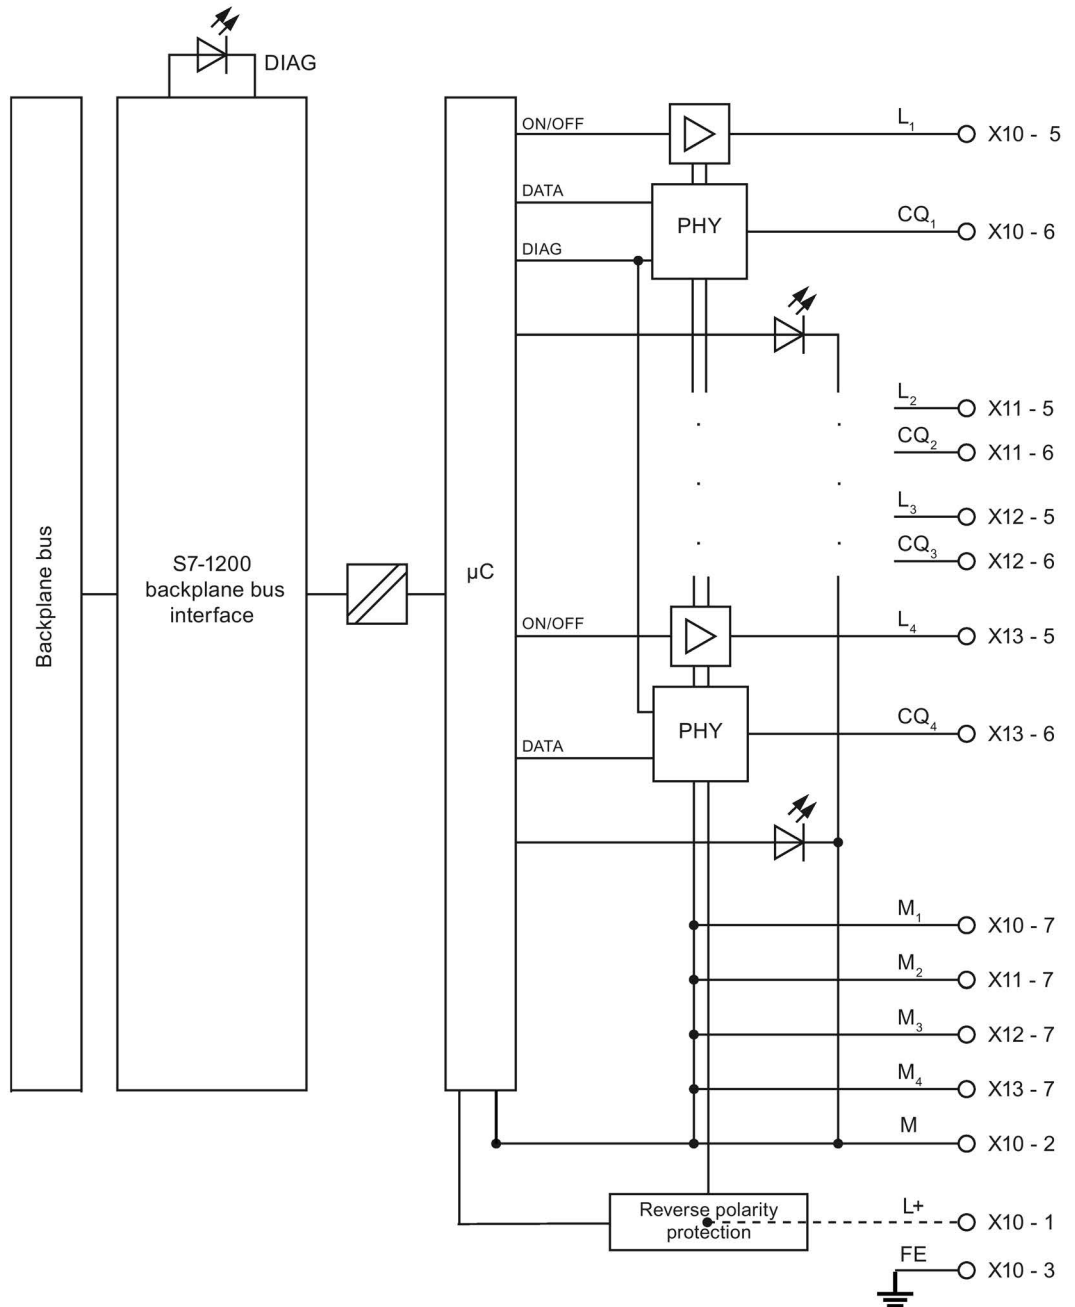 DIAG
ON/OFF
L1
X10 - 5
DATA
PHY
CQ1
X10 - 6
DIAG
L2
X11 - 5
CQ2
X11 - 6
L3
X12 - 5
CQ3
X12 - 6
Backplane bus
S7-1200
backplane bus
interface
µC
ON/OFF
L4
X13 - 5
PHY
CQ4
X13 - 6
DATA
M1
X10 - 7
M2
X11 - 7
M3
X12 - 7
M4
X13 - 7
M
X10 - 2
Reverse polarity
protection
L+
X10 - 1
FE
X10 - 3